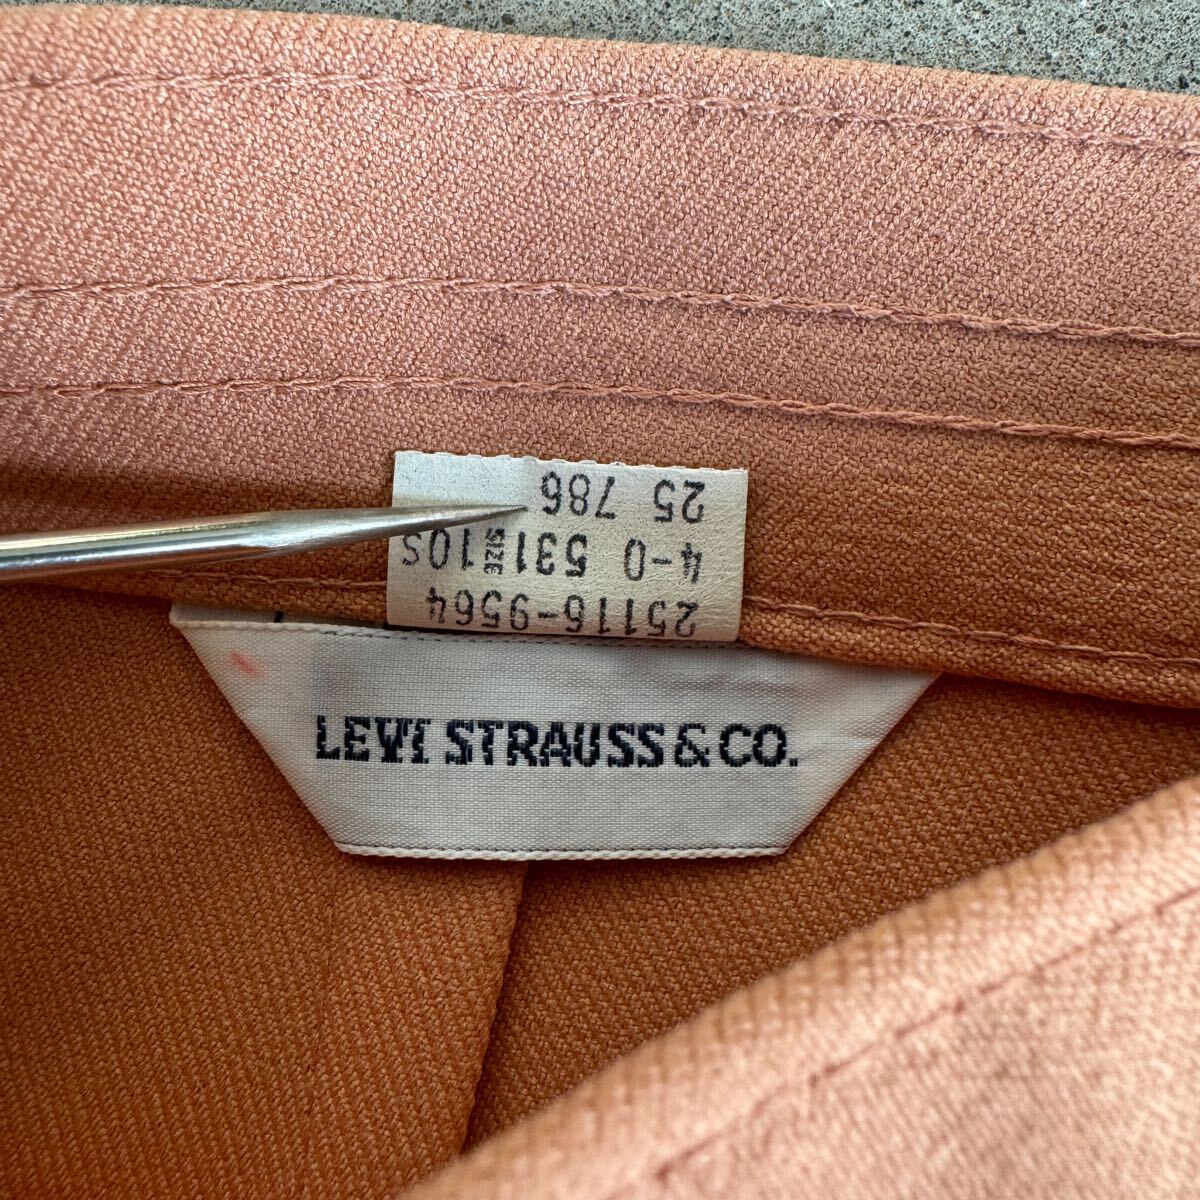 25116-9564
4-0 531 SIZE 10S
25 786
LEVI STRAUSS & CO.